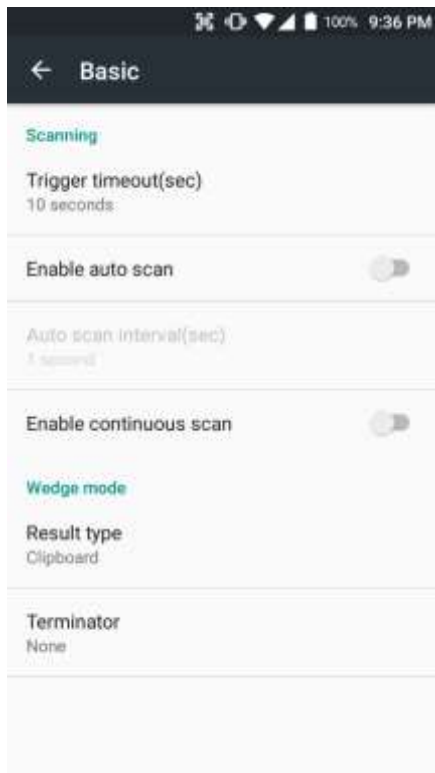 100% 9:36 PM
Basic
Scanning
Trigger timeout(sec)
10 seconds
Enable auto scan
Auto scan interval(sec)
1 second
Enable continuous scan
Wedge mode
Result type
Clipboard
Terminator
None